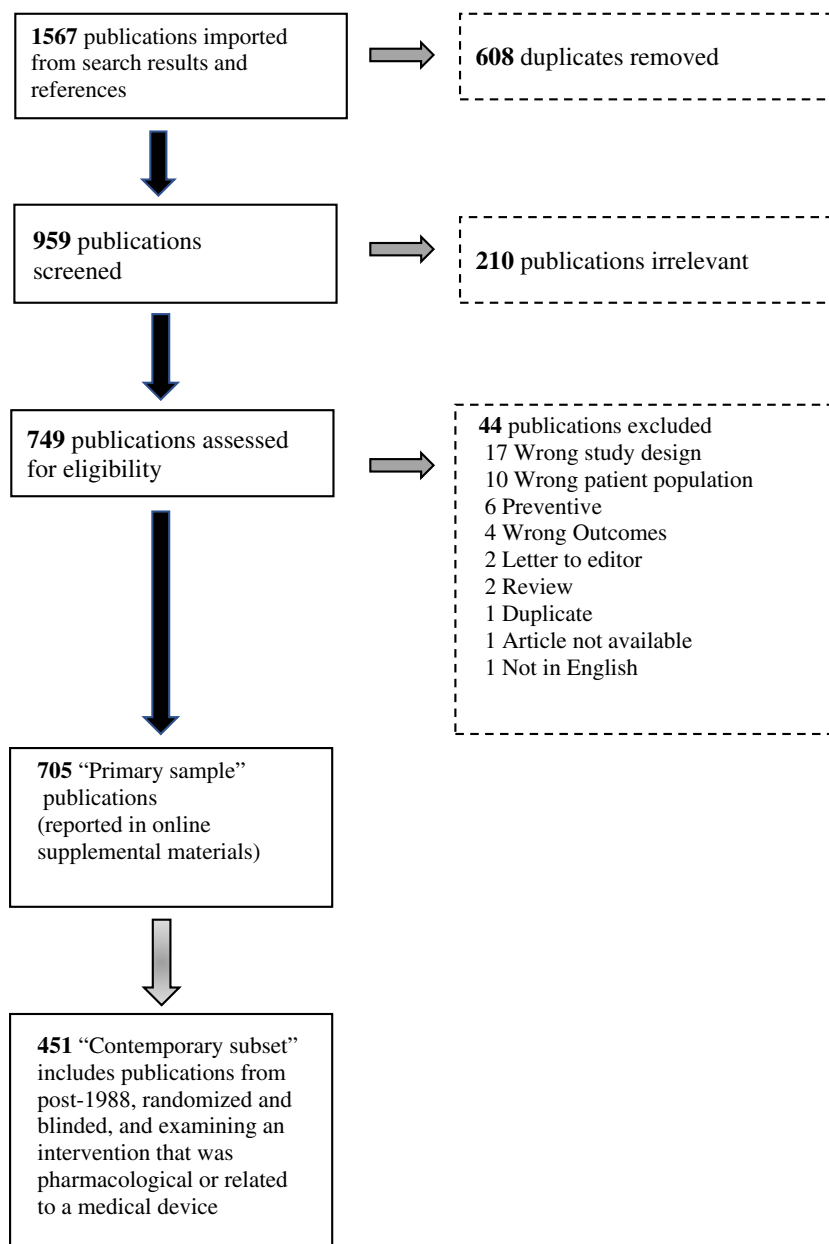 1567 publications imported
from search results and
references
608 duplicates removed
959 publications
screened
210 publications irrelevant
749 publications assessed
for eligibility
44 publications excluded
17 Wrong study design
10 Wrong patient population
6 Preventive
4 Wrong Outcomes
2 Letter to editor
2 Review
1 Duplicate
1 Article not available
1 Not in English
705 “Primary sample”
publications
(reported in online
supplemental materials)
451 “Contemporary subset”
includes publications from
post-1988, randomized and
blinded, and examining an
intervention that was
pharmacological or related
to a medical device